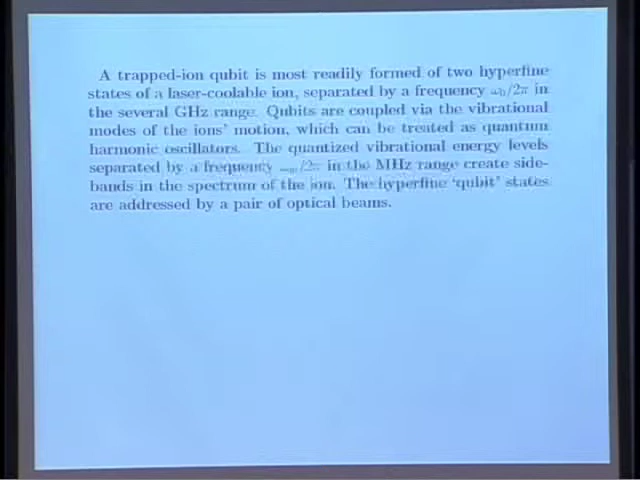 A trapped-ion qubit is most readily formed of two hyperfine
states of a laser-coolable ion, separated by a frequency ω₀/2π in
the several GHz range. Qubits are coupled via the vibrational
modes of the ions' motion, which can be treated as quantum
harmonic oscillators. The quantized vibrational energy levels
separated by a frequency /2π in the MHz range create side-
bands in the spectrum of the ion. The hyperfine 'qubit' states
are addressed by a pair of optical beams.